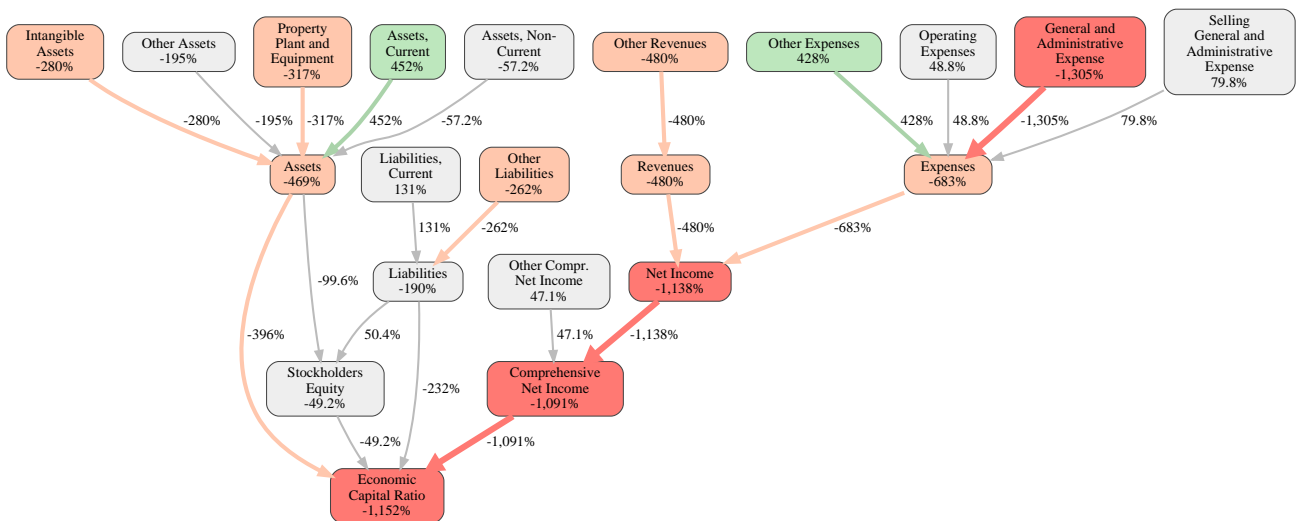 Intangible
Assets
-280%
Other Assets
-195%
Property
Plant and
Equipment
-317%
Assets,
Current
452%
Assets, Non-
Current
-57.2%
Other Revenues
-480%
Other Expenses
428%
Operating
Expenses
48.8%
General and
Administrative
Expense
-1,305%
Selling
General and
Administrative
Expense
79.8%
-280%
-195%
-317%
452%
-57.2%
-480%
428%
48.8%
-1,305%
79.8%
Assets
-469%
Liabilities,
Current
131%
Other
Liabilities
-262%
Revenues
-480%
Expenses
-683%
131%
-262%
-480%
-683%
-99.6%
Liabilities
-190%
Other Compr.
Net Income
47.1%
Net Income
-1,138%
-396%
50.4%
47.1%
-1,138%
Stockholders
Equity
-49.2%
-232%
Comprehensive
Net Income
-1,091%
-49.2%
-1,091%
Economic
Capital Ratio
-1,152%